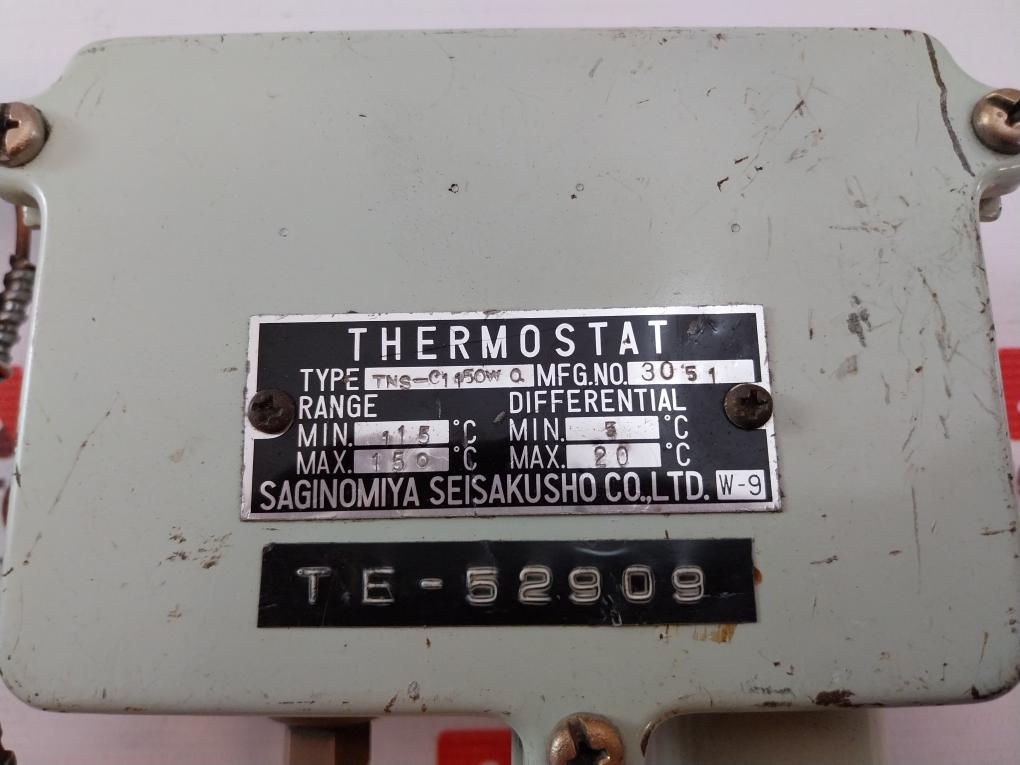 THERMOSTAT
TYPE TNS-C1150WQ MFG.NO. 3051
RANGE DIFFERENTIAL
MIN. 115 °C MIN. 5 °C
MAX. 150 °C MAX. 20 °C
SAGINOMIYA SEISAKUSHO CO.,LTD. W-9
TE-52909